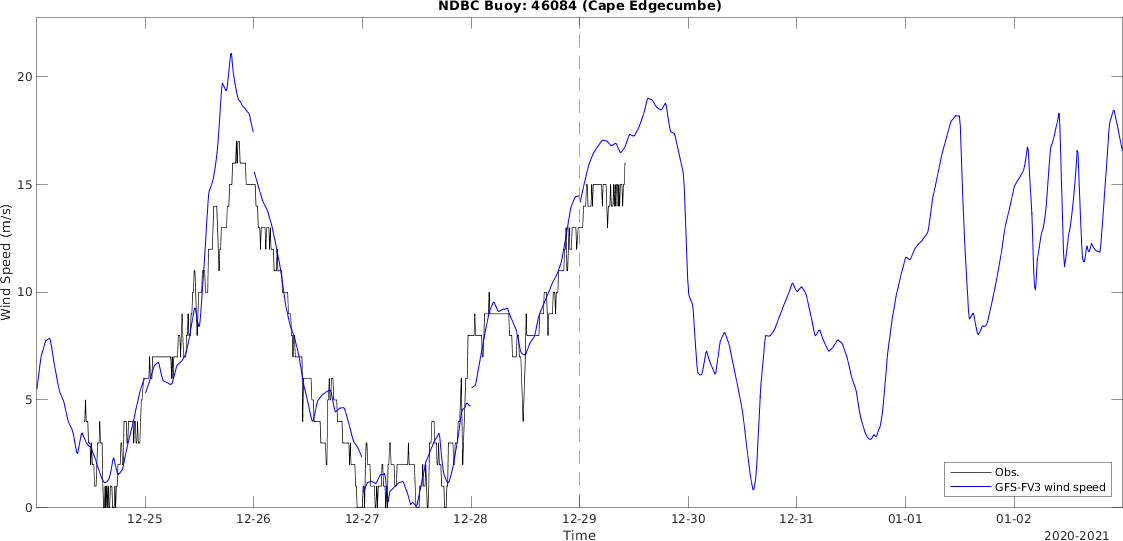 NDBC Buoy: 46084 (Cape Edgecumbe)
Wind Speed (m/s)
20
15
10
5
0
12-25 12-26 12-27 12-28 12-29 12-30 12-31 01-01 01-02
Time
2020-2021
Obs.
GFS-FV3 wind speed